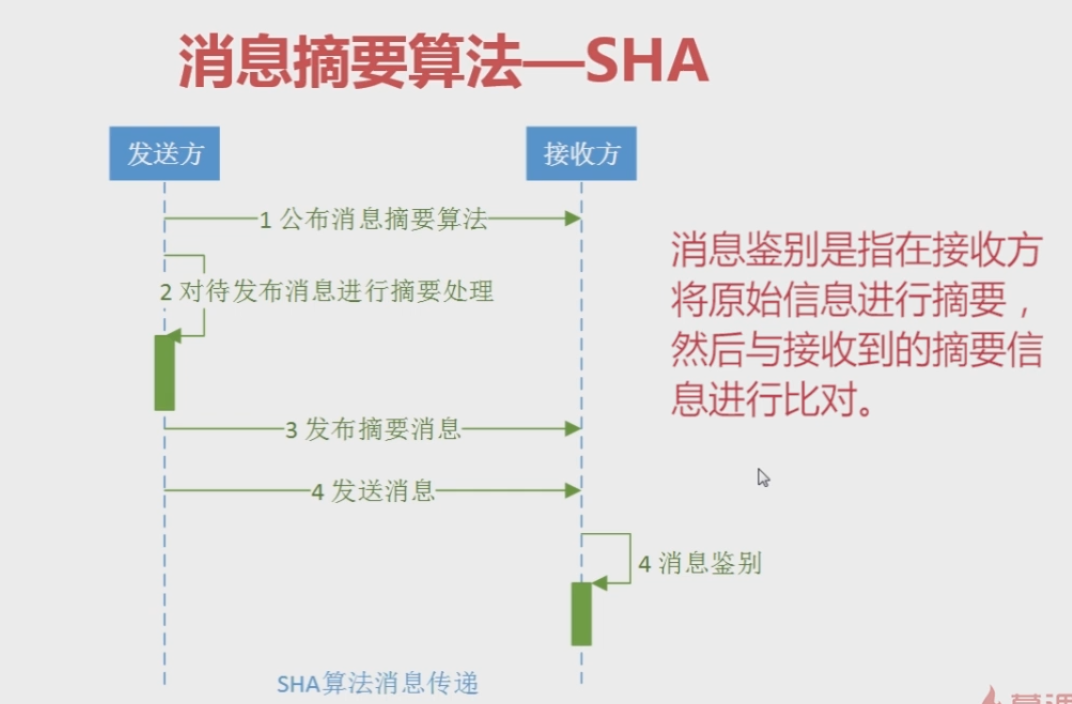 消息摘要算法—SHA
发送方
接收方
1 公布消息摘要算法
2 对待发布消息进行摘要处理
3 发布摘要消息
4 发送消息
4 消息鉴别
SHA算法消息传递
消息鉴别是指在接收方
将原始信息进行摘要，
然后与接收到的摘要信
息进行比对。